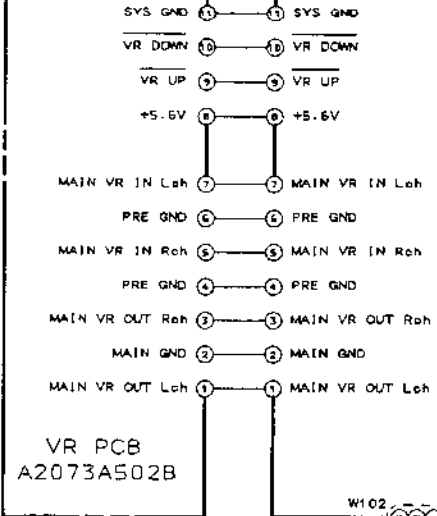 SYS GND 11 11 SYS GND
VR DOWN 10 10 VR DOWN
VR UP 9 9 VR UP
+5.6V 8 8 +5.6V
MAIN VR IN Lch 7 7 MAIN VR IN Lch
PRE GND 6 6 PRE GND
MAIN VR IN Rch 5 5 MAIN VR IN Rch
PRE GND 4 4 PRE GND
MAIN VR OUT Rch 3 3 MAIN VR OUT Rch
MAIN GND 2 2 MAIN GND
MAIN VR OUT Lch 1 1 MAIN VR OUT Lch
VR PCB
A2073A502B
W102